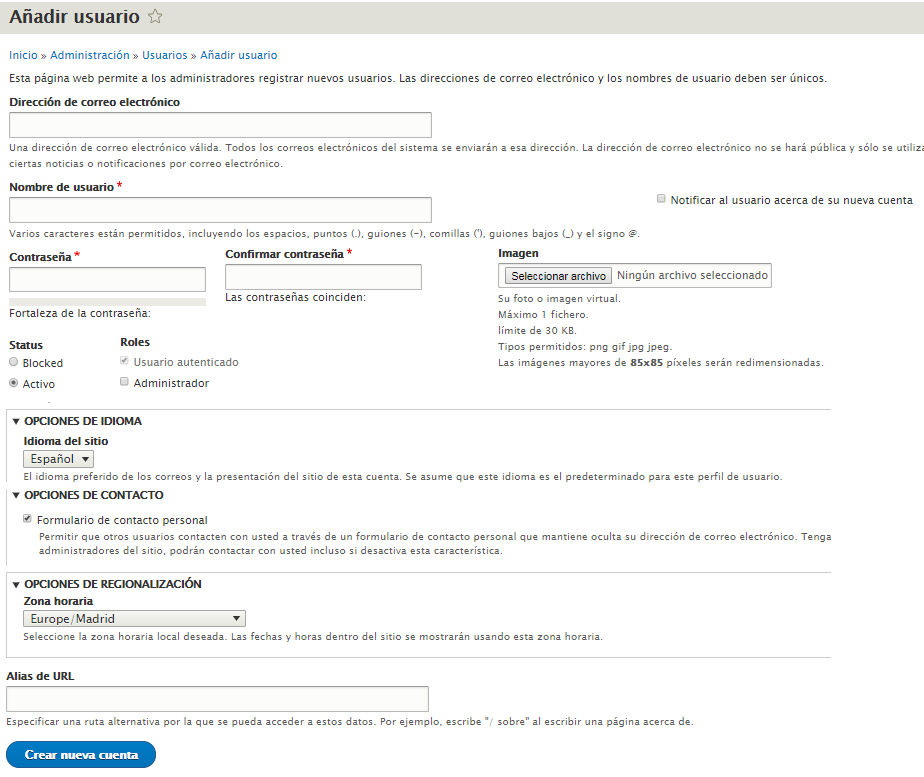 Añadir usuario
Inicio » Administración » Usuarios » Añadir usuario
Esta página web permite a los administradores registrar nuevos usuarios. Las direcciones de correo electrónico y los nombres de usuario deben ser únicos.
Dirección de correo electrónico
Una dirección de correo electrónico válida. Todos los correos electrónicos del sistema se enviarán a esa dirección. La dirección de correo electrónico no se hará pública y sólo se utiliza
ciertas noticias o notificaciones por correo electrónico.
Nombre de usuario *
Notificar al usuario acerca de su nueva cuenta
Varios caracteres están permitidos, incluyendo los espacios, puntos (.), guiones (-), comillas ('), guiones bajos (_) y el signo @.
Contraseña *
Fortaleza de la contraseña:
Confirmar contraseña *
Las contraseñas coinciden:
Imagen
Seleccionar archivo Ningún archivo seleccionado
Su foto o imagen virtual.
Máximo 1 fichero.
límite de 30 KB.
Tipos permitidos: png gif jpg jpeg.
Las imágenes mayores de 85x85 píxeles serán redimensionadas.
Status
Blocked
Activo
Roles
Usuario autenticado
Administrador
OPCIONES DE IDIOMA
Idioma del sitio
Español
El idioma preferido de los correos y la presentación del sitio de esta cuenta. Se asume que este idioma es el predeterminado para este perfil de usuario.
OPCIONES DE CONTACTO
Formulario de contacto personal
Permitir que otros usuarios contacten con usted a través de un formulario de contacto personal que mantiene oculta su dirección de correo electrónico. Tenga
administradores del sitio, podrán contactar con usted incluso si desactiva esta característica.
OPCIONES DE REGIONALIZACIÓN
Zona horaria
Europe/Madrid
Seleccione la zona horaria local deseada. Las fechas y horas dentro del sitio se mostrarán usando esta zona horaria.
Alias de URL
Especificar una ruta alternativa por la que se pueda acceder a estos datos. Por ejemplo, escribe "/ sobre" al escribir una página acerca de.
Crear nueva cuenta